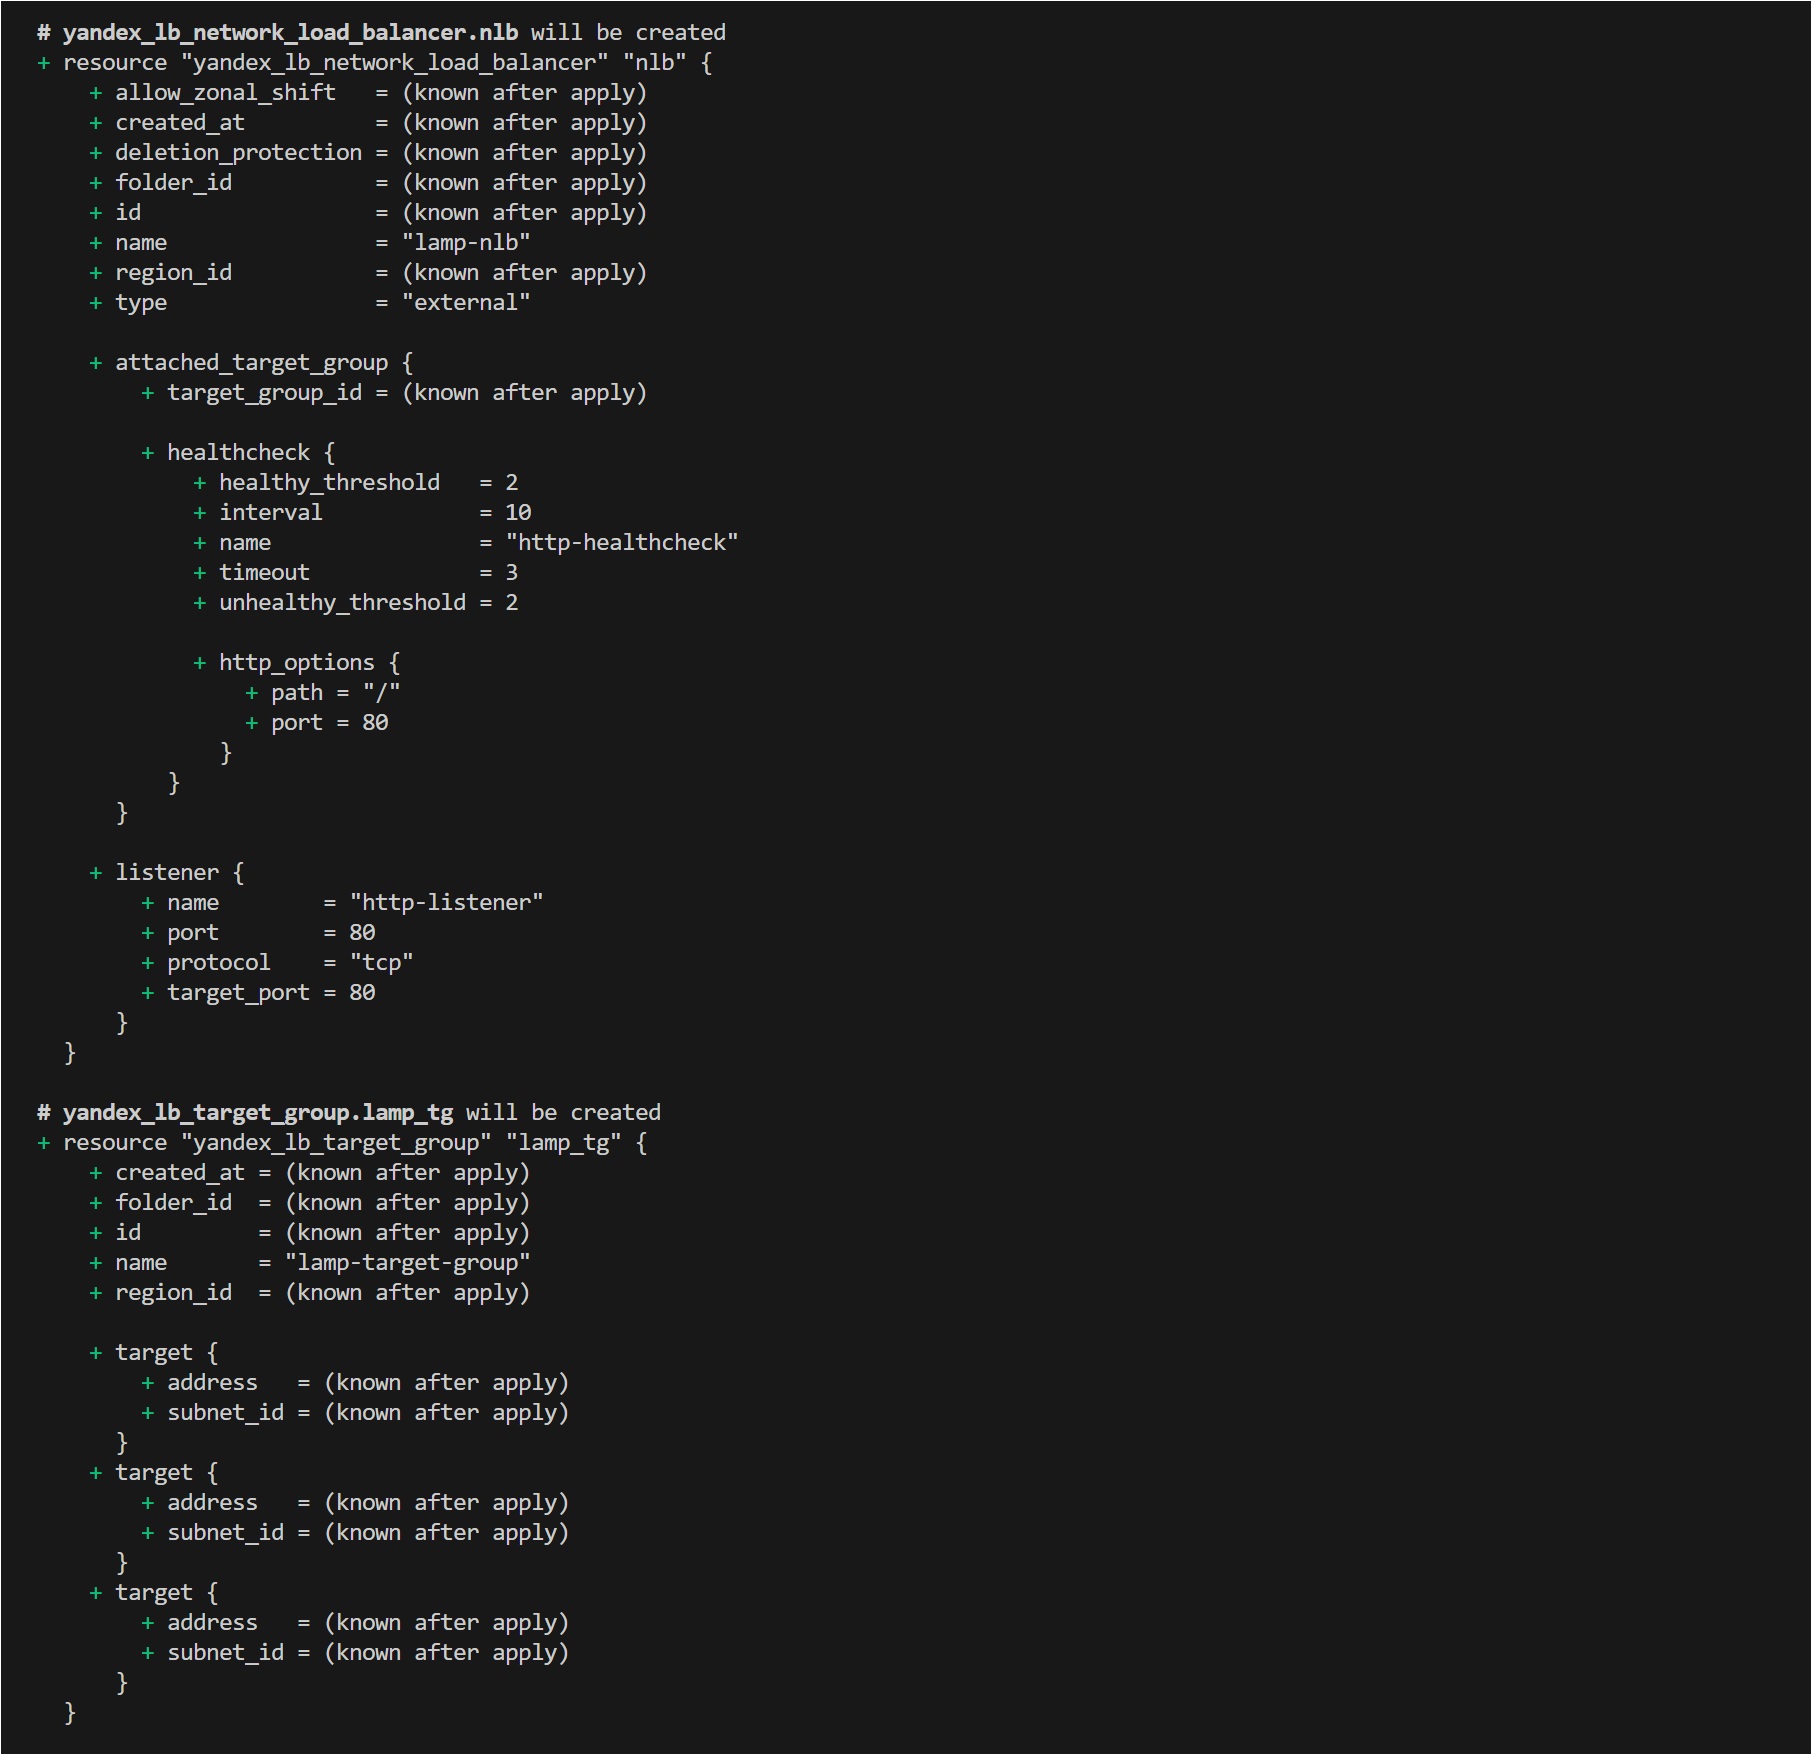 # yandex_lb_network_load_balancer.nlb will be created
+ resource "yandex_lb_network_load_balancer" "nlb" {
    + allow_zonal_shift   = (known after apply)
    + created_at          = (known after apply)
    + deletion_protection = (known after apply)
    + folder_id           = (known after apply)
    + id                  = (known after apply)
    + name                = "lamp-nlb"
    + region_id           = (known after apply)
    + type                = "external"

    + attached_target_group {
        + target_group_id = (known after apply)

        + healthcheck {
            + healthy_threshold   = 2
            + interval            = 10
            + name                = "http-healthcheck"
            + timeout             = 3
            + unhealthy_threshold = 2

            + http_options {
                + path = "/"
                + port = 80
              }
          }
      }

    + listener {
        + name        = "http-listener"
        + port        = 80
        + protocol    = "tcp"
        + target_port = 80
      }
  }

# yandex_lb_target_group.lamp_tg will be created
+ resource "yandex_lb_target_group" "lamp_tg" {
    + created_at = (known after apply)
    + folder_id  = (known after apply)
    + id         = (known after apply)
    + name       = "lamp-target-group"
    + region_id  = (known after apply)

    + target {
        + address   = (known after apply)
        + subnet_id = (known after apply)
      }
    + target {
        + address   = (known after apply)
        + subnet_id = (known after apply)
      }
    + target {
        + address   = (known after apply)
        + subnet_id = (known after apply)
      }
  }